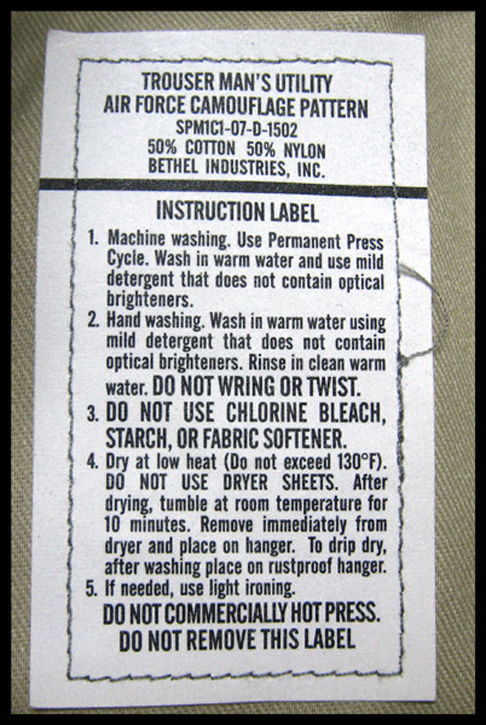 TROUSER MAN'S UTILITY
AIR FORCE CAMOUFLAGE PATTERN
SPM1C1-07-D-1502
50% COTTON 50% NYLON
BETHEL INDUSTRIES, INC.
INSTRUCTION LABEL
1. Machine washing. Use Permanent Press
Cycle. Wash in warm water and use mild
detergent that does not contain optical
brighteners.
2. Hand washing. Wash in warm water using
mild detergent that does not contain
optical brighteners. Rinse in clean warm
water. DO NOT WRING OR TWIST.
3. DO NOT USE CHLORINE BLEACH,
STARCH, OR FABRIC SOFTENER.
4. Dry at low heat (Do not exceed 130°F).
DO NOT USE DRYER SHEETS. After
drying, tumble at room temperature for
10 minutes. Remove immediately from
dryer and place on hanger. To drip dry,
after washing place on rustproof hanger.
5. If needed, use light ironing.
DO NOT COMMERCIALLY HOT PRESS.
DO NOT REMOVE THIS LABEL